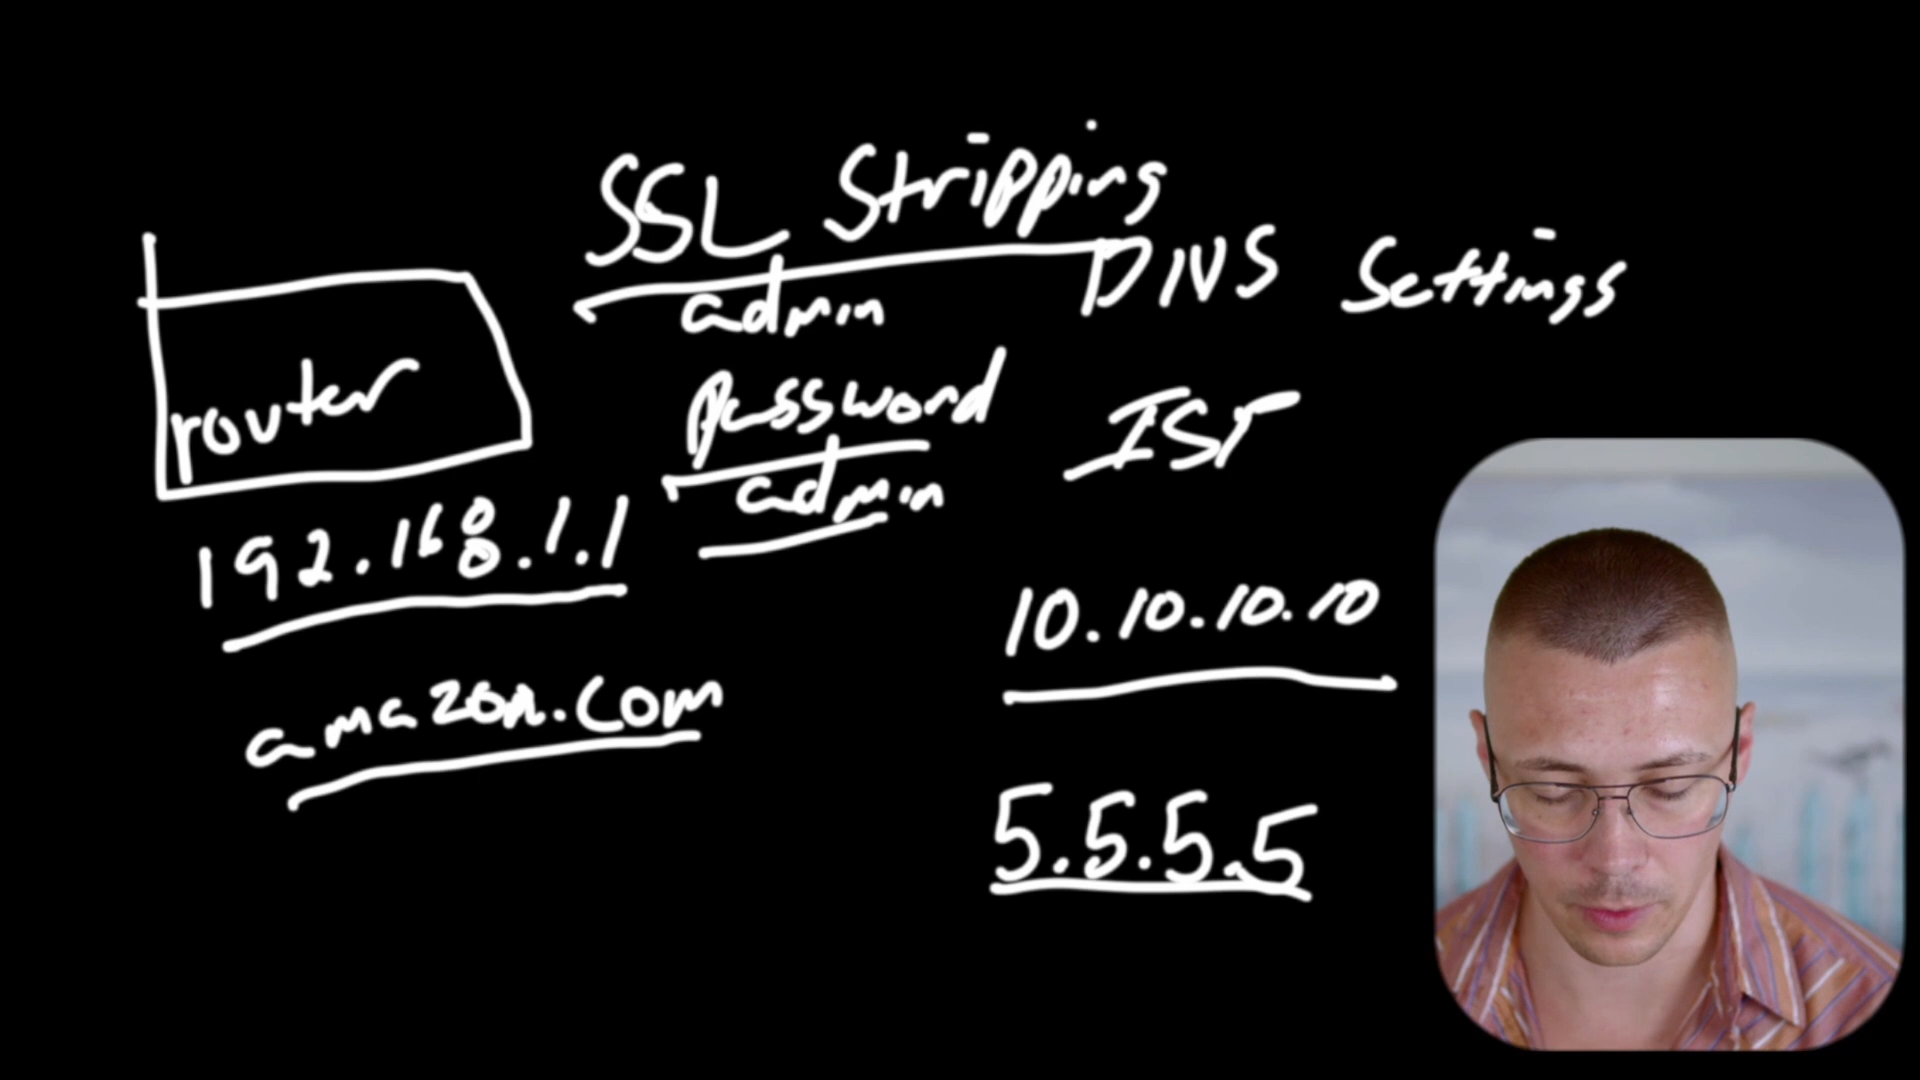 SSL Stripping
DNS Settings
admin
router
password
ISP
admin
192.168.1.1
10.10.10.10
amazon.com
5.5.5.5